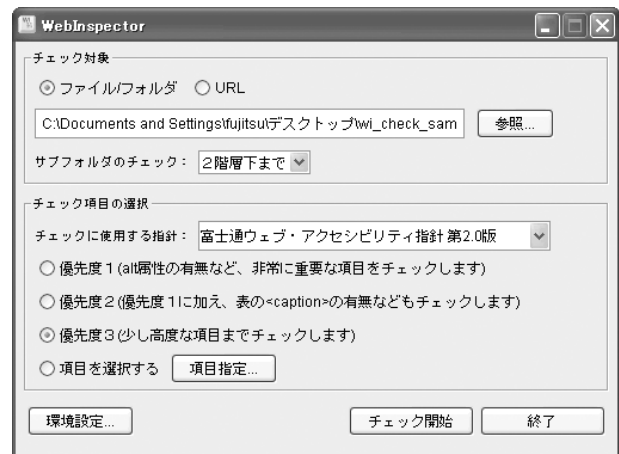 WebInspector
チェック対象
ファイル/フォルダ URL
C:\Documents and Settings\fujitsu\デスクトップ\wi_check_sam 参照...
サブフォルダのチェック： 2階層下まで
チェック項目の選択
チェックに使用する指針： 富士通ウェブ・アクセシビリティ指針 第2.0版
優先度１(alt属性の有無など、非常に重要な項目をチェックします)
優先度２(優先度１に加え、表の<caption>の有無などもチェックします)
優先度３(少し高度な項目までチェックします)
項目を選択する 項目指定...
環境設定... チェック開始 終了